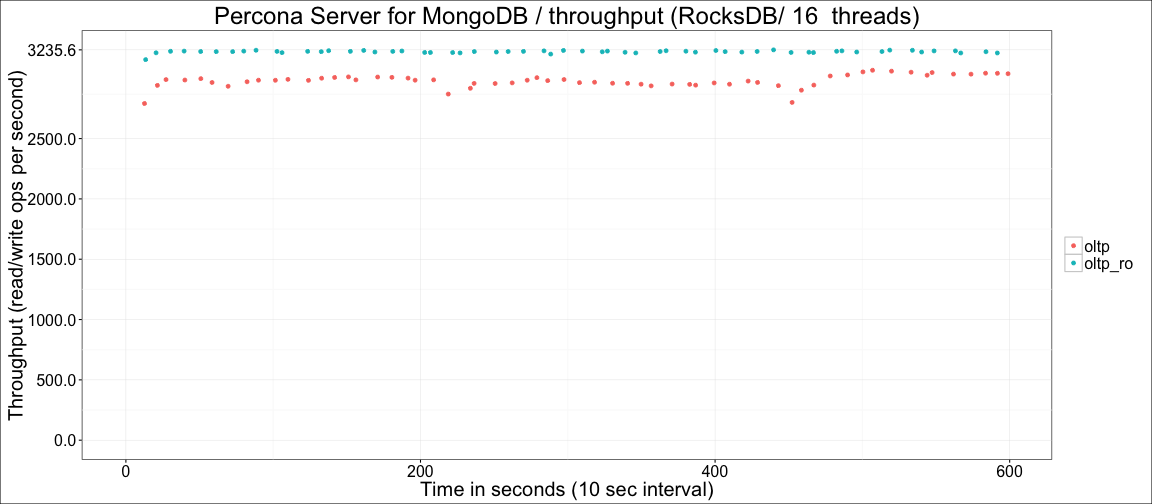 Percona Server for MongoDB / throughput (RocksDB/ 16  threads)
Throughput (read/write ops per second)
3235.6
2500.0
2000.0
1500.0
1000.0
500.0
0.0
0
200
400
600
Time in seconds (10 sec interval)
oltp
oltp_ro